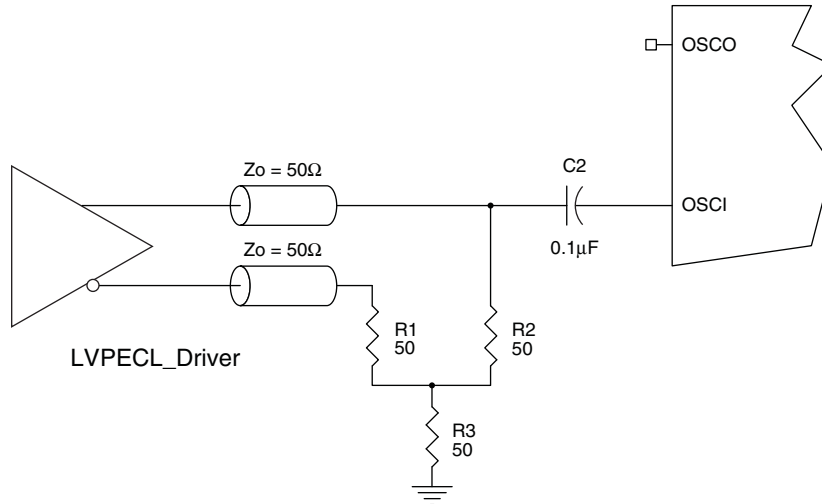 OSCO
C2
Zo = 50Ω
OSCI
0.1µF
Zo = 50Ω
R1
50
R2
50
LVPECL_Driver
R3
50